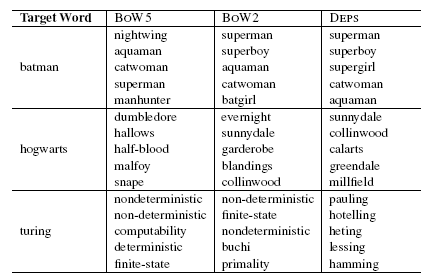 Target Word BOW5 BOW2 DEPS
nightwing superman superman
aquaman superboy superboy
batman catwoman aquaman supergirl
superman catwoman catwoman
manhunter batgirl aquaman
dumbledore evernight sunnydale
hallows sunnydale collinwood
hogwarts half-blood garderobe calarts
malfoy blandings greendale
snape collinwood millfield
nondeterministic non-deterministic pauling
non-deterministic finite-state hotelling
turing computability nondeterministic heting
deterministic buchi lessing
finite-state primality hamming